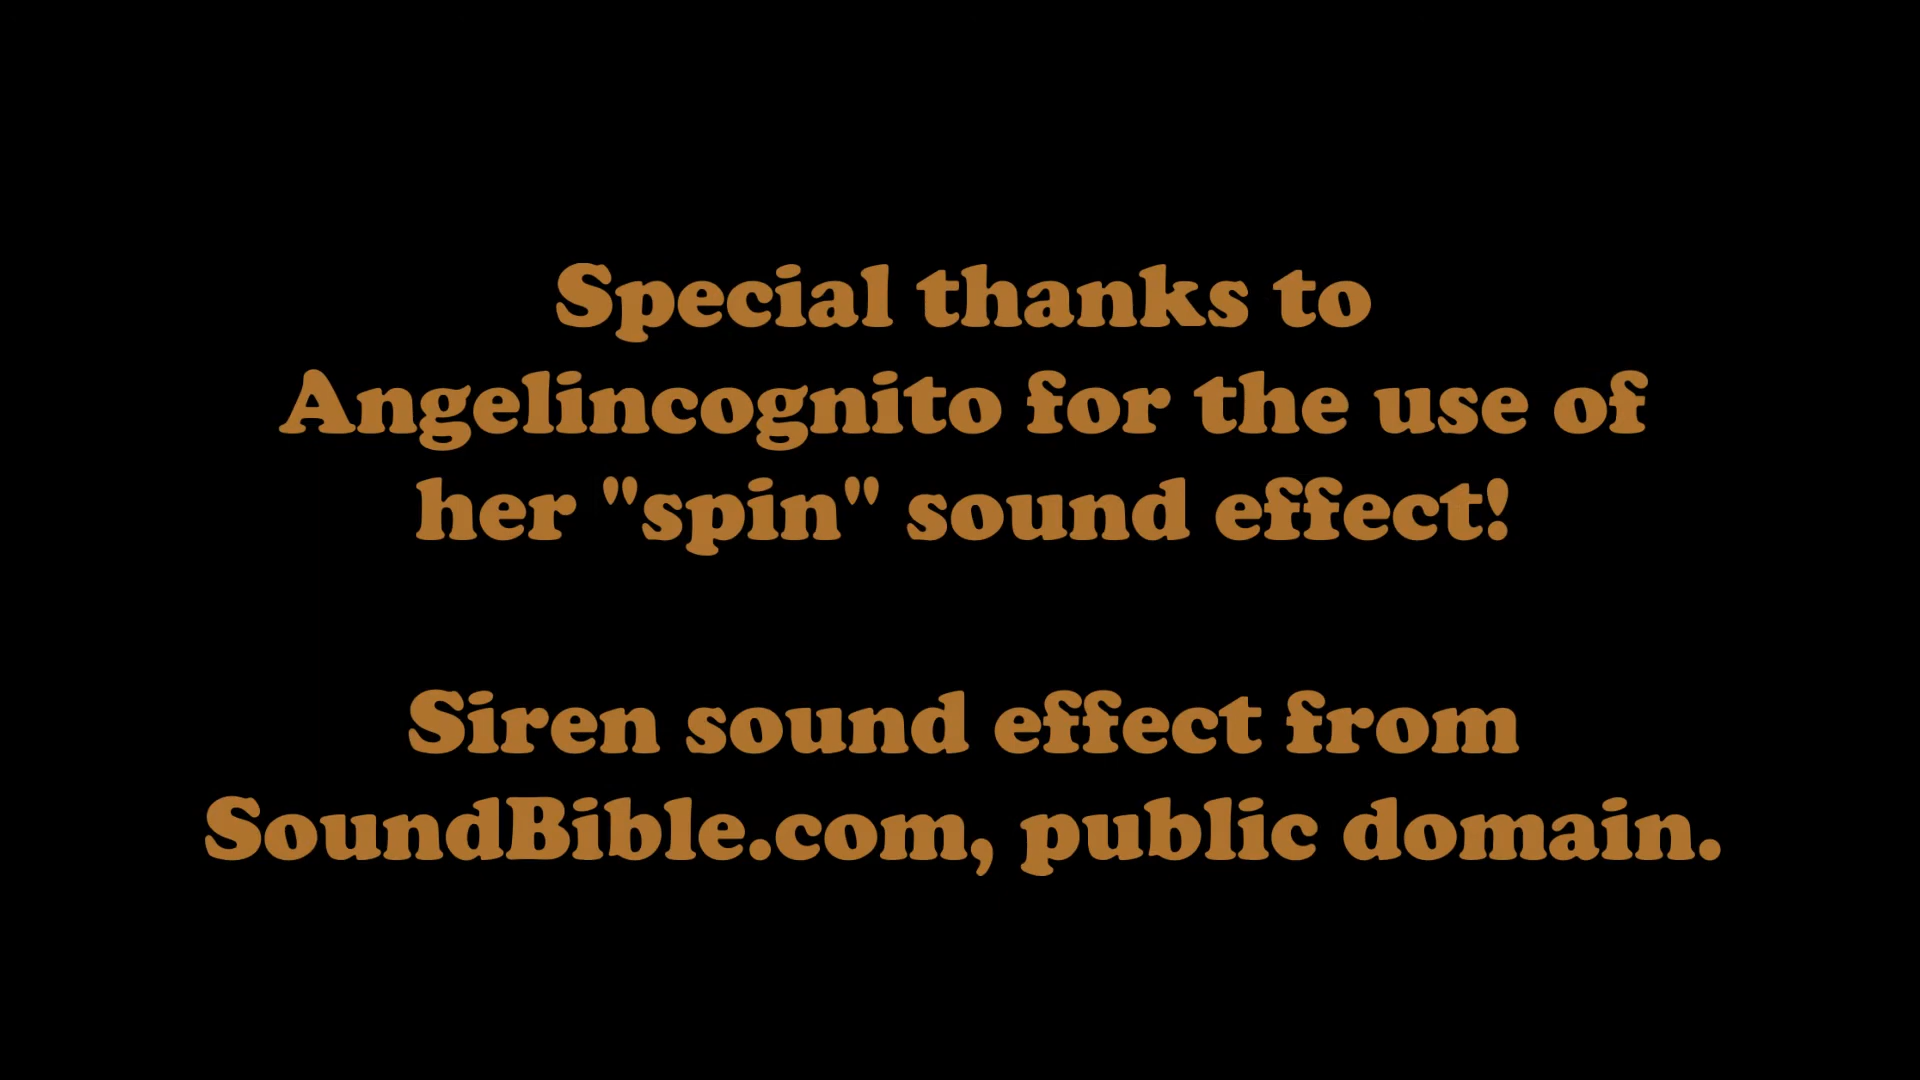 Special thanks to
Angelincognito for the use of
her "spin" sound effect!
Siren sound effect from
SoundBible.com, public domain.